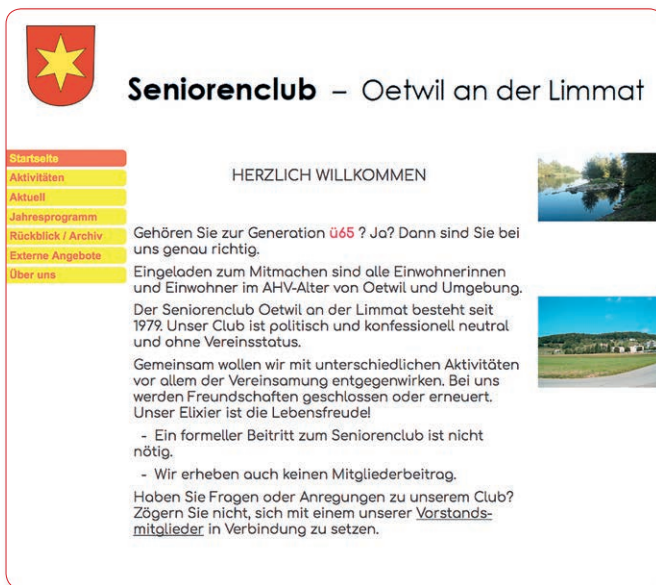 Seniorenclub – Oetwil an der Limmat
Startseite
Aktivitäten
Aktuell
Jahresprogramm
Rückblick / Archiv
Externe Angebote
Über uns
HERZLICH WILLKOMMEN
Gehören Sie zur Generation ü65 ? Ja? Dann sind Sie bei
uns genau richtig.
Eingeladen zum Mitmachen sind alle Einwohnerinnen
und Einwohner im AHV-Alter von Oetwil und Umgebung.
Der Seniorenclub Oetwil an der Limmat besteht seit
1979. Unser Club ist politisch und konfessionell neutral
und ohne Vereinsstatus.
Gemeinsam wollen wir mit unterschiedlichen Aktivitäten
vor allem der Vereinsamung entgegenwirken. Bei uns
werden Freundschaften geschlossen oder erneuert.
Unser Elixier ist die Lebensfreude!
- Ein formeller Beitritt zum Seniorenclub ist nicht
nötig.
- Wir erheben auch keinen Mitgliederbeitrag.
Haben Sie Fragen oder Anregungen zu unserem Club?
Zögern Sie nicht, sich mit einem unserer Vorstands-
mitglieder in Verbindung zu setzen.